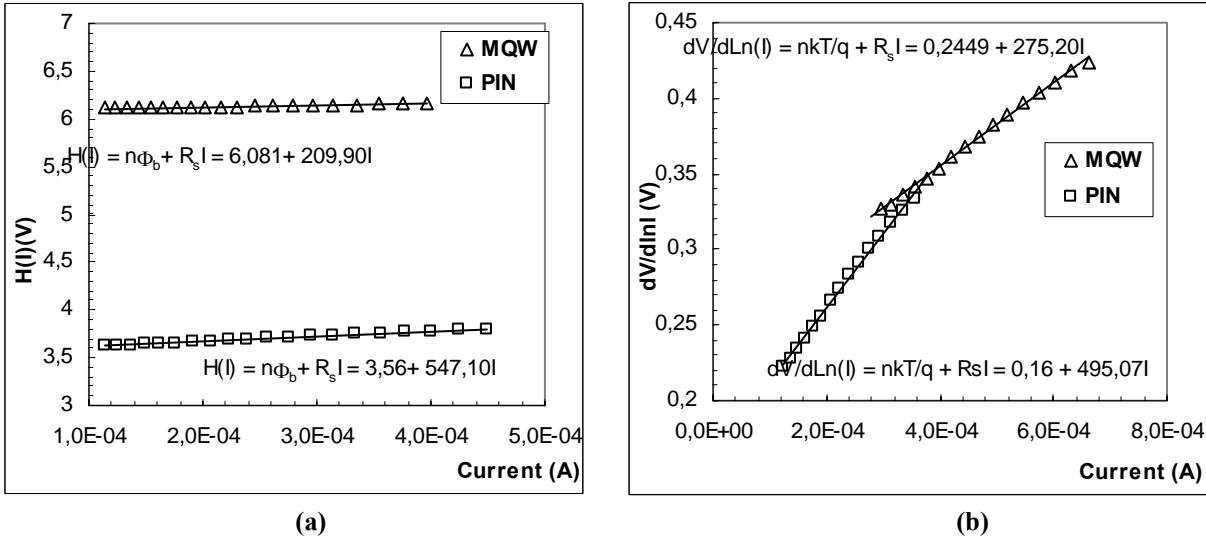 7
6,5
6
5,5
5
4,5
4
3,5
3
H(I)(V)
MQW
PIN
H(I) = nΦb + RsI = 6,081+ 209,90I
H(I) = nΦb + RsI = 3,56+ 547,10I
1,0E-04 2,0E-04 3,0E-04 4,0E-04 5,0E-04
Current (A)
(a)
0,45
0,4
0,35
0,3
0,25
0,2
dV/dlnI (V)
dV/dLn(I) = nkT/q + RsI = 0,2449 + 275,20I
MQW
PIN
dV/dLn(I) = nkT/q + RsI = 0,16 + 495,07I
0,0E+00 2,0E-04 4,0E-04 6,0E-04 8,0E-04
Current (A)
(b)